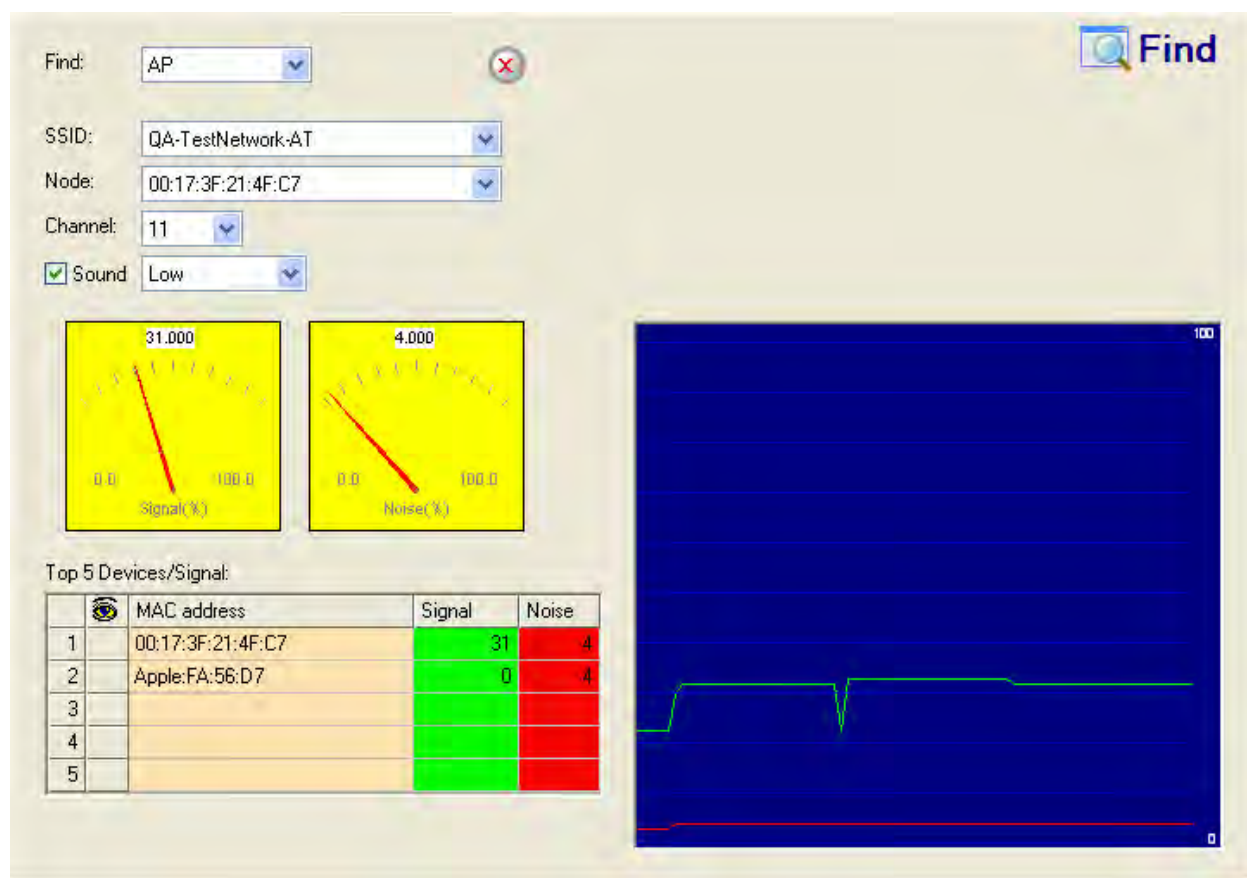 Find: AP
Find
SSID: QA-TestNetwork-AT
Node: 00:17:3F:21:4F:C7
Channel: 11
Sound Low
31.000
0.0 100.0
Signal(%)
4.000
0.0 100.0
Noise(%)
100
0
Top 5 Devices/Signal:
MAC address Signal Noise
1 00:17:3F:21:4F:C7 31 4
2 Apple:FA:56:D7 0 4
3
4
5